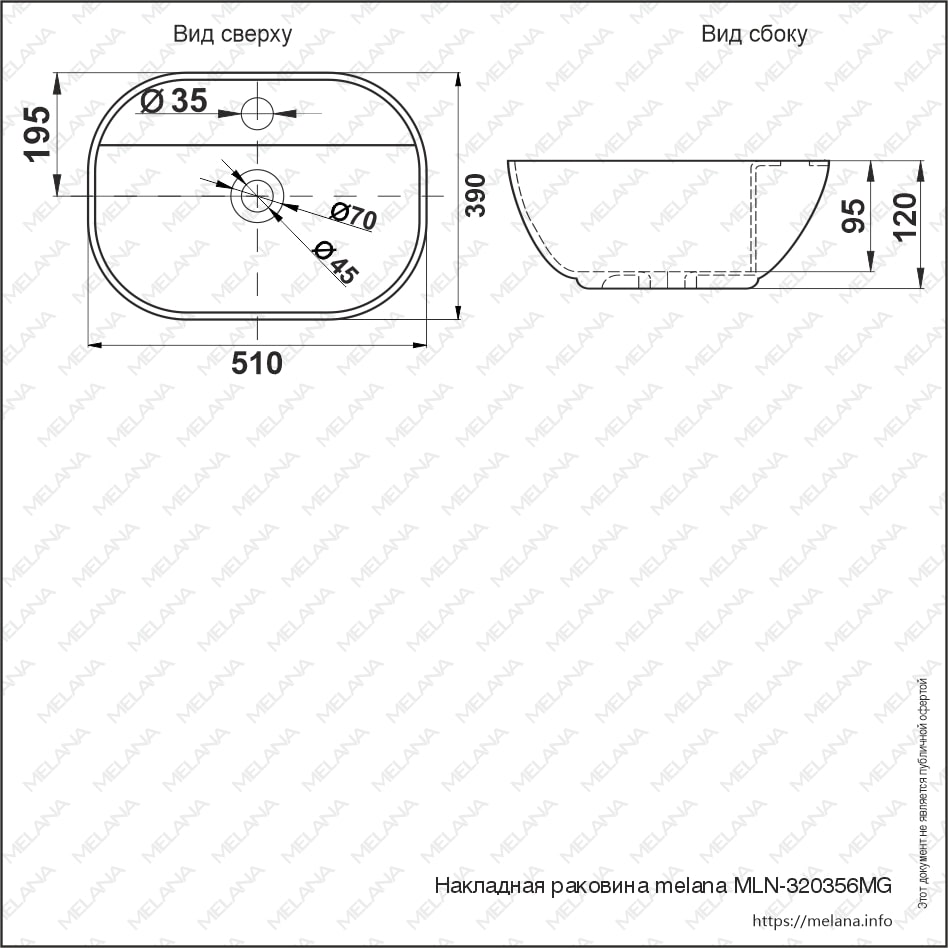 Вид сверху
Вид сбоку
Ø 35
195
390
Ø70
Ø45
510
95
120
Этот документ не является публичной офертой
Накладная раковина melana MLN-320356MG
https://melana.info
MELANA